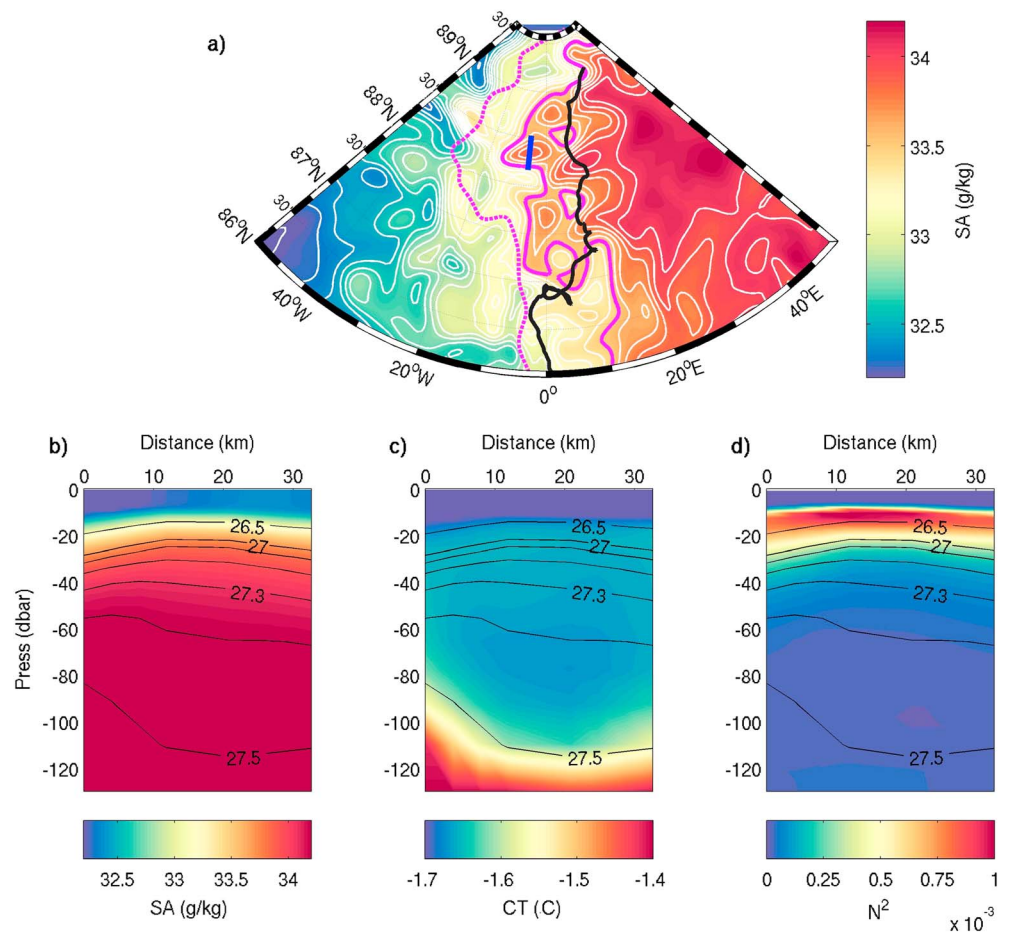 a)
30'
89°N
30'
88°N
30'
87°N
30'
86°N
40°W
20°W
0°
20°E
40°E
34
33.5
33
32.5
SA (g/kg)
b)
Distance (km)
0 10 20 30
0
-20
-40
-60
-80
-100
-120
Press (dbar)
26.5
27
27.3
27.5
32.5 33 33.5 34
SA (g/kg)
c)
Distance (km)
0 10 20 30
26.5
27
27.3
27.5
-1.7 -1.6 -1.5 -1.4
CT (C)
d)
Distance (km)
0 10 20 30
26.5
27
27.3
27.5
0 0.25 0.5 0.75 1
N²
x 10⁻³